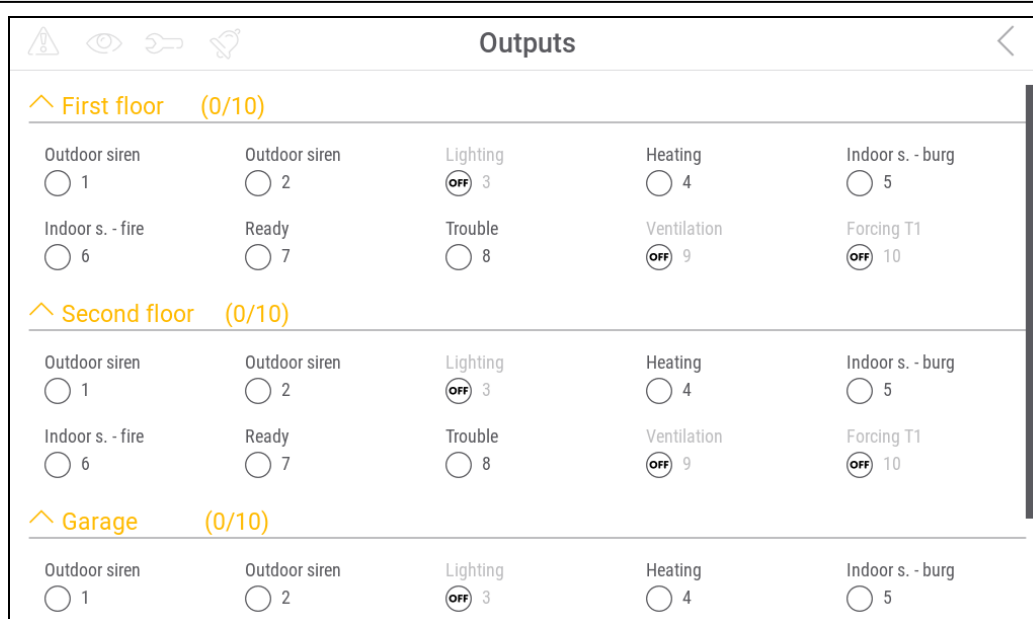 Outputs
First floor (0/10)
Outdoor siren Outdoor siren Lighting Heating Indoor s. - burg
1 2 OFF 3 4 5
Indoor s. - fire Ready Trouble Ventilation Forcing T1
6 7 8 OFF 9 OFF 10
Second floor (0/10)
Outdoor siren Outdoor siren Lighting Heating Indoor s. - burg
1 2 OFF 3 4 5
Indoor s. - fire Ready Trouble Ventilation Forcing T1
6 7 8 OFF 9 OFF 10
Garage (0/10)
Outdoor siren Outdoor siren Lighting Heating Indoor s. - burg
1 2 OFF 3 4 5